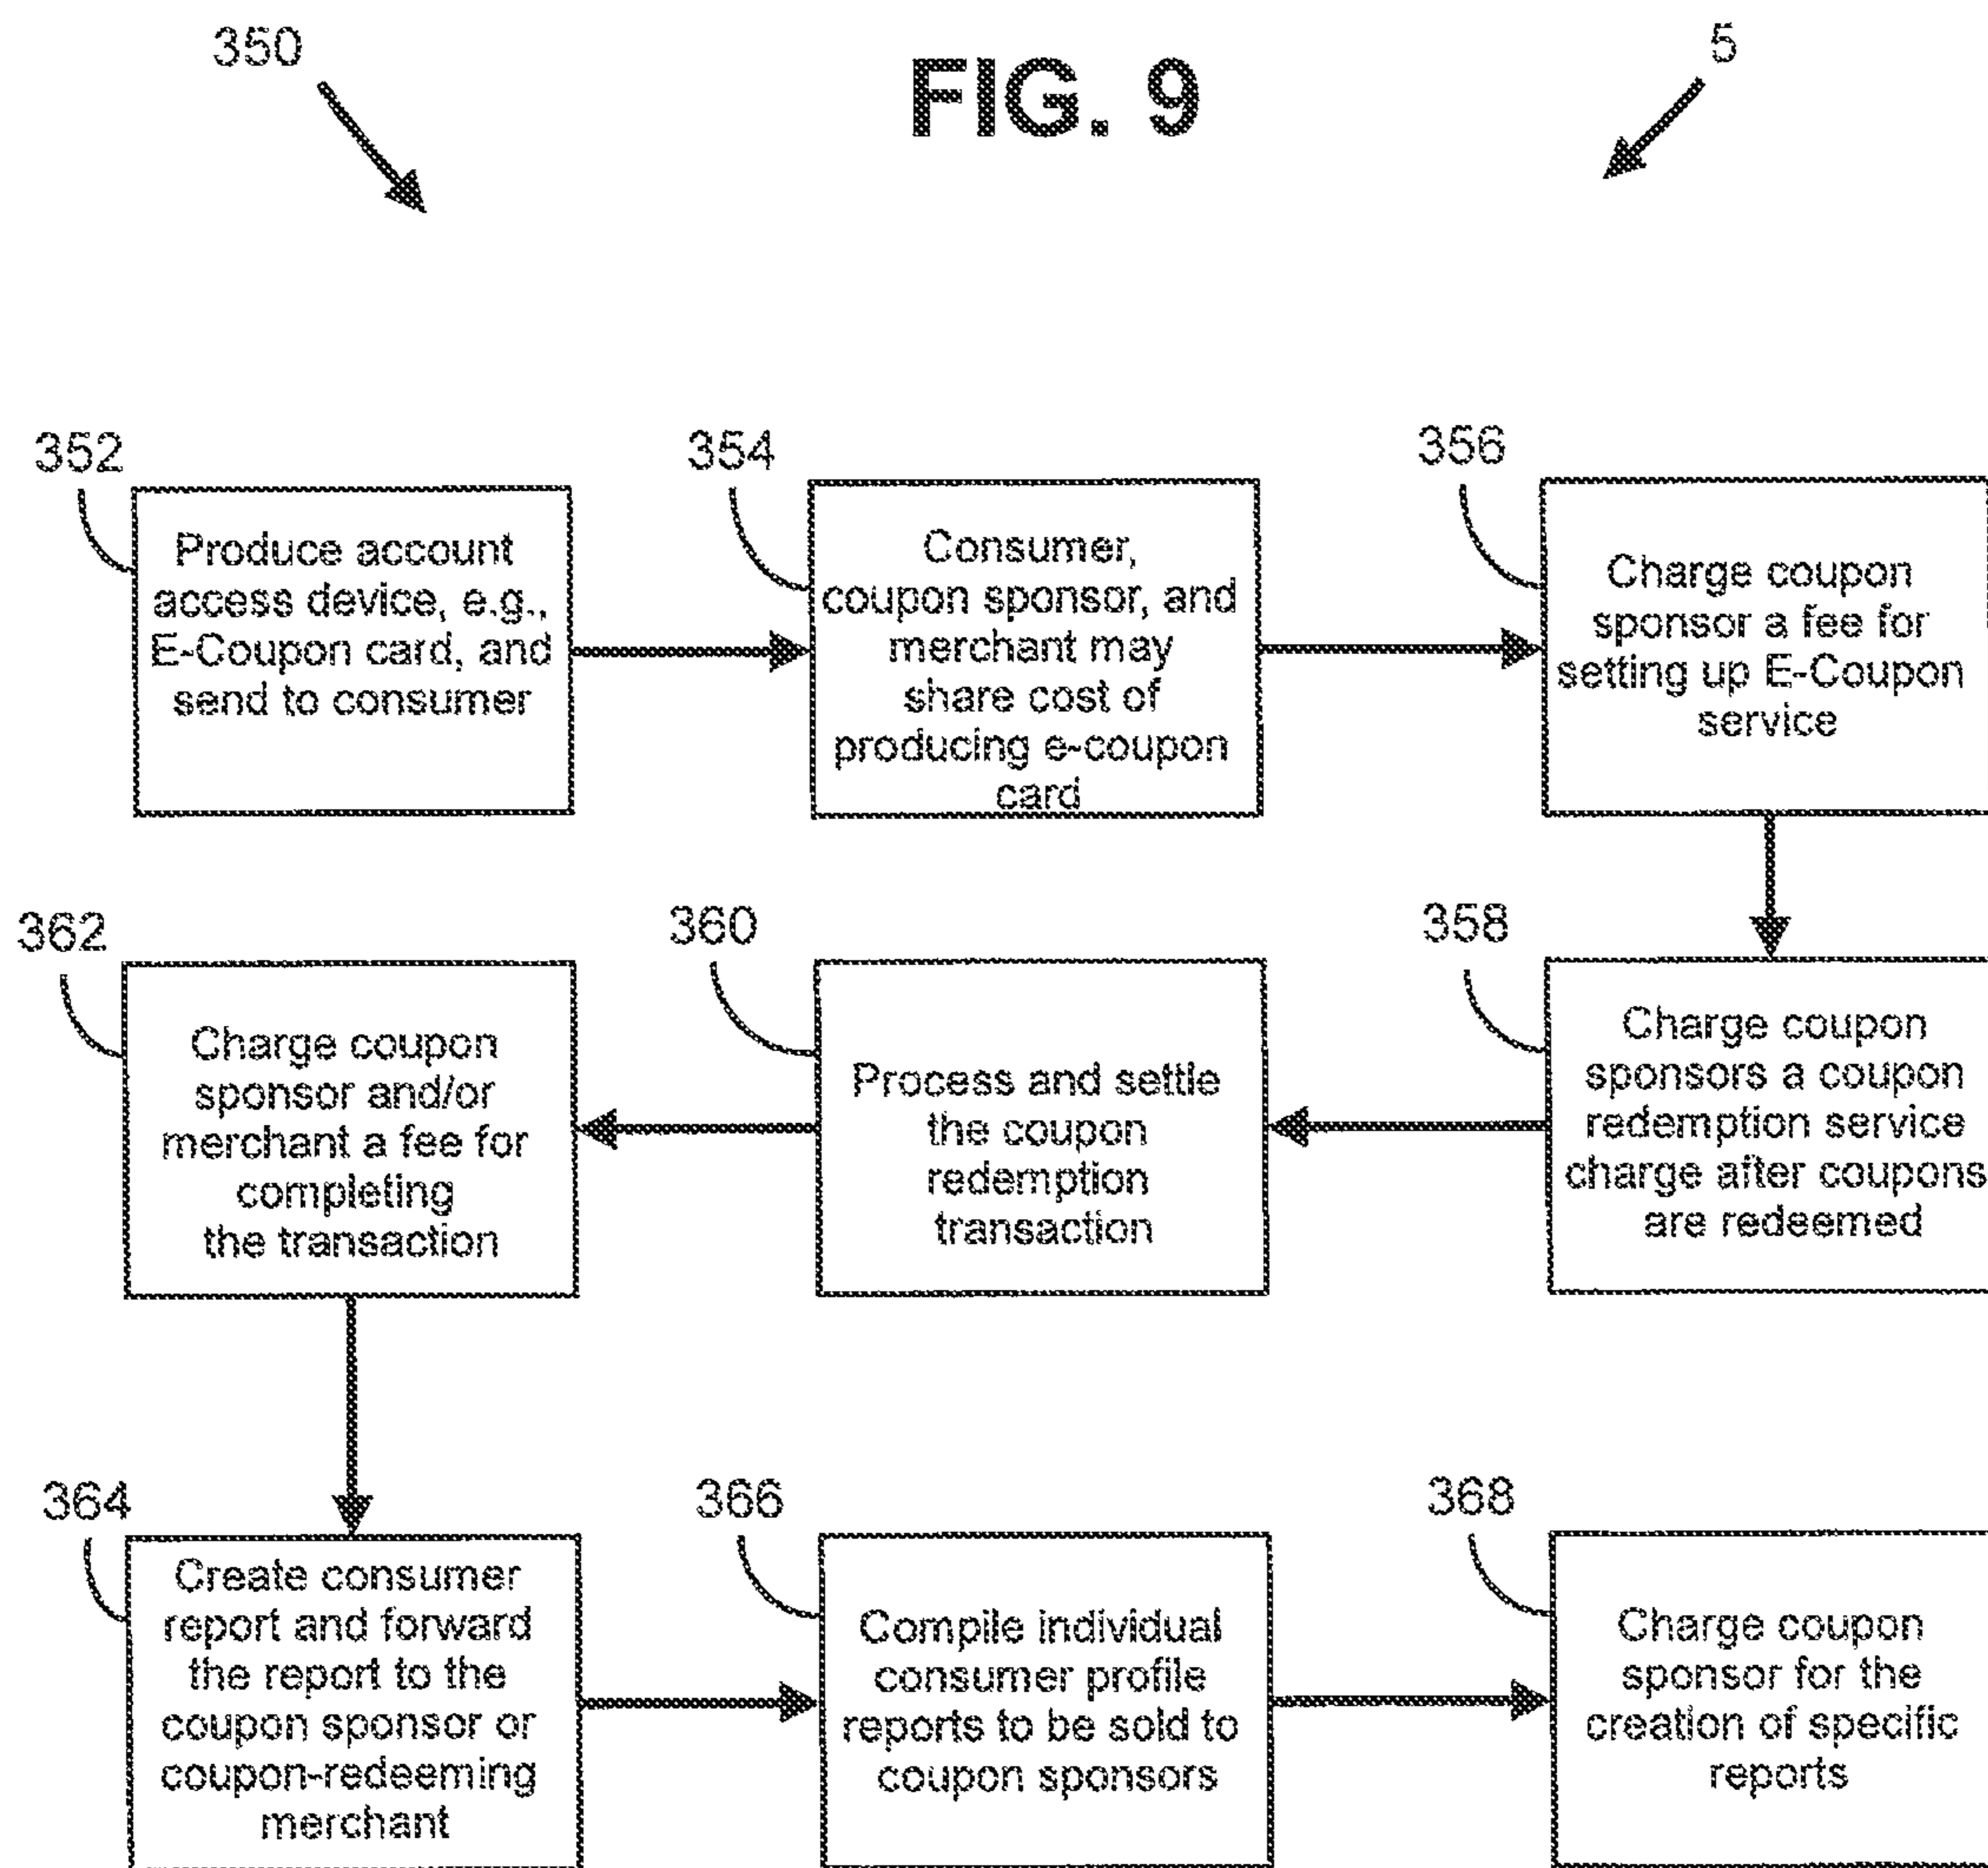 350
FIG. 9
5
352
Produce account
access device, e.g.,
E-Coupon card, and
send to consumer
354
Consumer,
coupon sponsor, and
merchant may
share cost of
producing e-coupon
card
356
Charge coupon
sponsor a fee for
setting up E-Coupon
service
362
Charge coupon
sponsor and/or
merchant a fee for
completing
the transaction
360
Process and settle
the coupon
redemption
transaction
358
Charge coupon
sponsors a coupon
redemption service
charge after coupons
are redeemed
364
Create consumer
report and forward
the report to the
coupon sponsor or
coupon-redeeming
merchant
366
Compile individual
consumer profile
reports to be sold to
coupon sponsors
368
Charge coupon
sponsor for the
creation of specific
reports